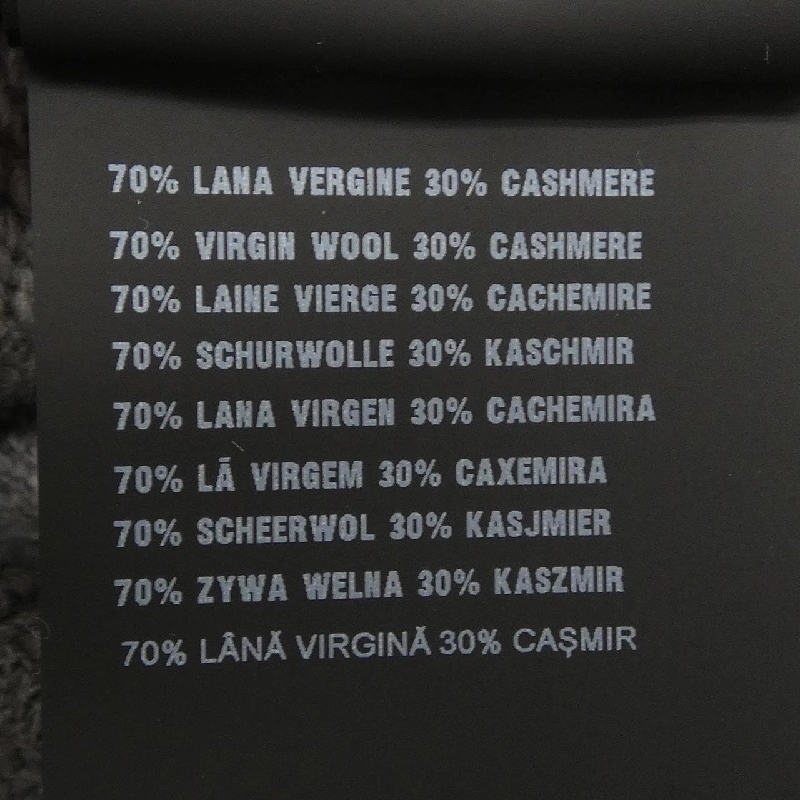 70% LANA VERGINE 30% CASHMERE
70% VIRGIN WOOL 30% CASHMERE
70% LAINE VIERGE 30% CACHEMIRE
70% SCHURWOLLE 30% KASCHMIR
70% LANA VIRGEN 30% CACHEMIRA
70% LÃ VIRGEM 30% CAXEMIRA
70% SCHEERWOL 30% KASJMIER
70% ZYWA WELNA 30% KASZMIR
70% LÂNĂ VIRGINĂ 30% CAȘMIR